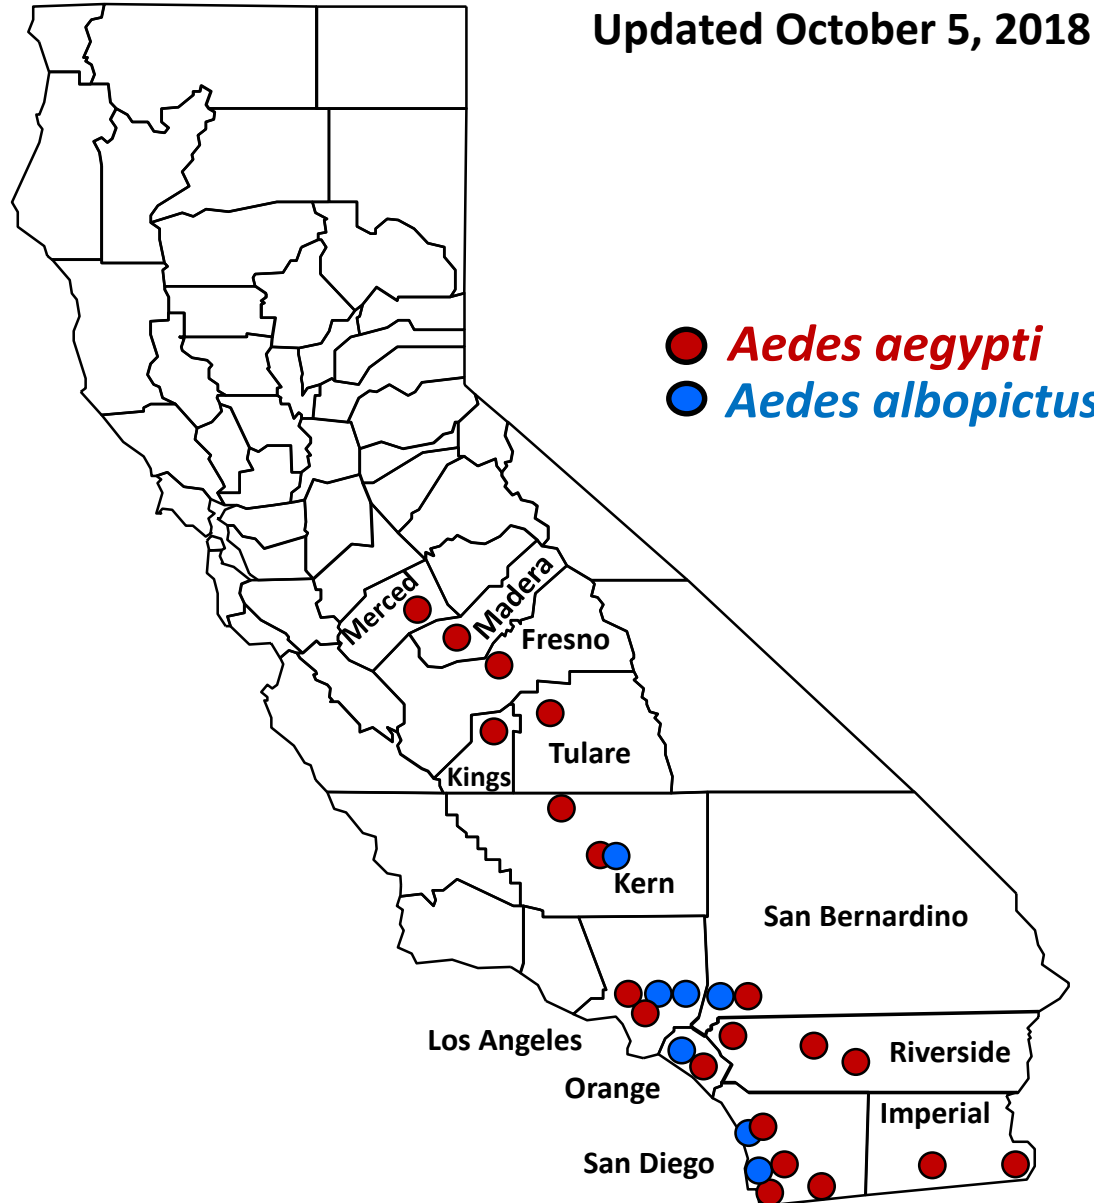 Updated October 5, 2018
Aedes aegypti
Aedes albopictus
Merced
Madera
Fresno
Tulare
Kings
Kern
San Bernardino
Los Angeles
Riverside
Orange
Imperial
San Diego